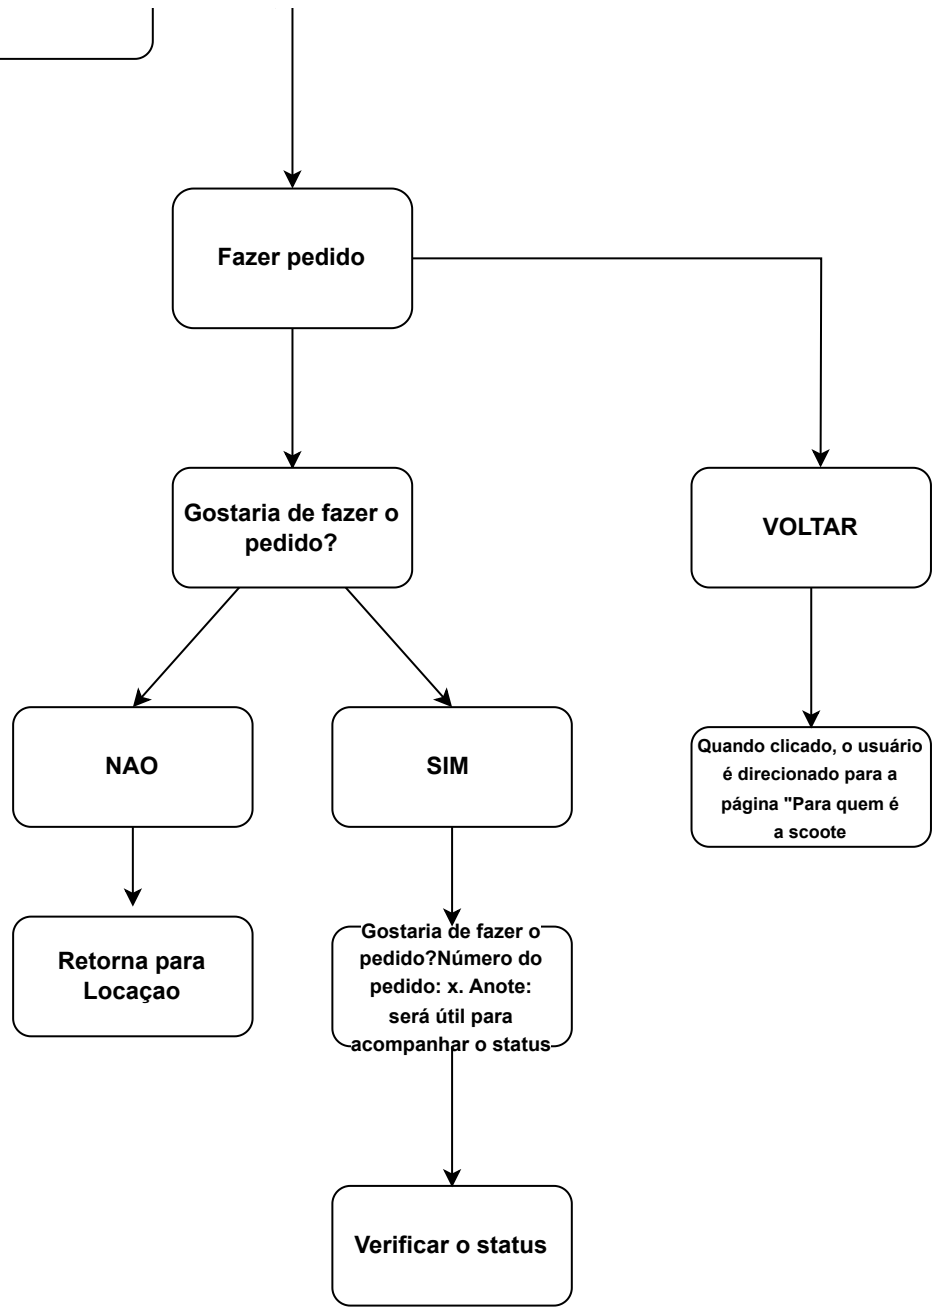 Fazer pedido
Gostaria de fazer o
pedido?
VOLTAR
NAO
SIM
Quando clicado, o usuário
é direcionado para a
página "Para quem é
a scoote
Retorna para
Locaçao
Gostaria de fazer o
pedido?Número do
pedido: x. Anote:
será útil para
acompanhar o status
Verificar o status